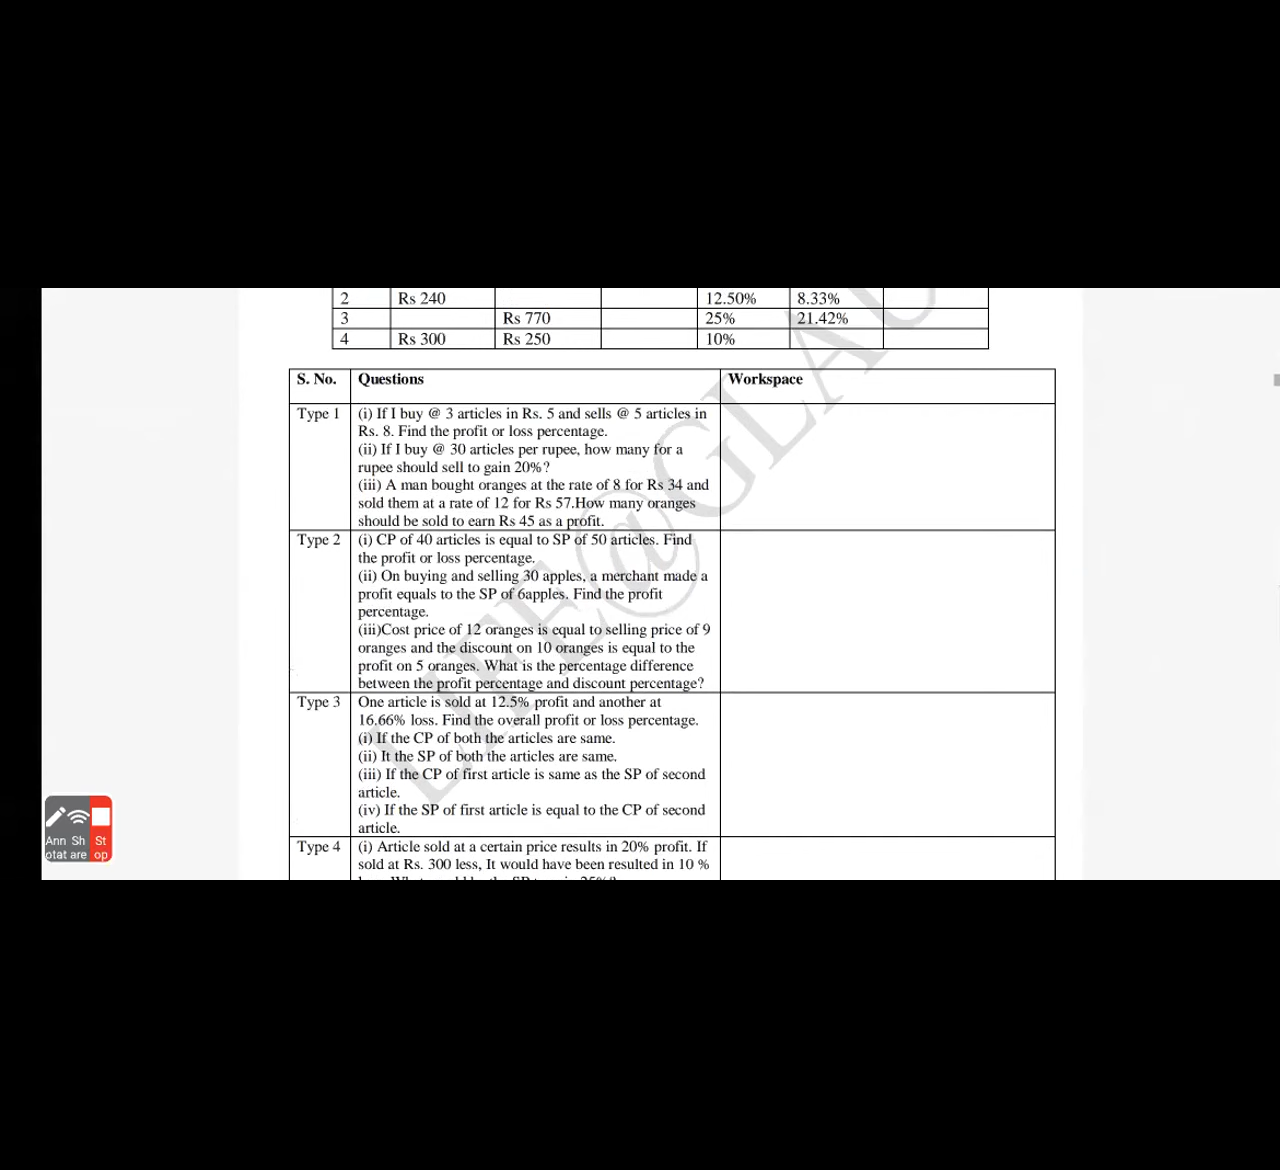 2 Rs 240 12.50% 8.33%
3 Rs 770 25% 21.42%
4 Rs 300 Rs 250 10%
S. No. Questions Workspace
Type 1 (i) If I buy @ 3 articles in Rs. 5 and sells @ 5 articles in
Rs. 8. Find the profit or loss percentage.
(ii) If I buy @ 30 articles per rupee, how many for a
rupee should sell to gain 20%?
(iii) A man bought oranges at the rate of 8 for Rs 34 and
sold them at a rate of 12 for Rs 57.How many oranges
should be sold to earn Rs 45 as a profit.
Type 2 (i) CP of 40 articles is equal to SP of 50 articles. Find
the profit or loss percentage.
(ii) On buying and selling 30 apples, a merchant made a
profit equals to the SP of 6apples. Find the profit
percentage.
(iii)Cost price of 12 oranges is equal to selling price of 9
oranges and the discount on 10 oranges is equal to the
profit on 5 oranges. What is the percentage difference
between the profit percentage and discount percentage?
Type 3 One article is sold at 12.5% profit and another at
16.66% loss. Find the overall profit or loss percentage.
(i) If the CP of both the articles are same.
(ii) It the SP of both the articles are same.
(iii) If the CP of first article is same as the SP of second
article.
(iv) If the SP of first article is equal to the CP of second
article.
Type 4 (i) Article sold at a certain price results in 20% profit. If
sold at Rs. 300 less, It would have been resulted in 10 %
LIFE@GLAU
Ann Sh St
otat are op